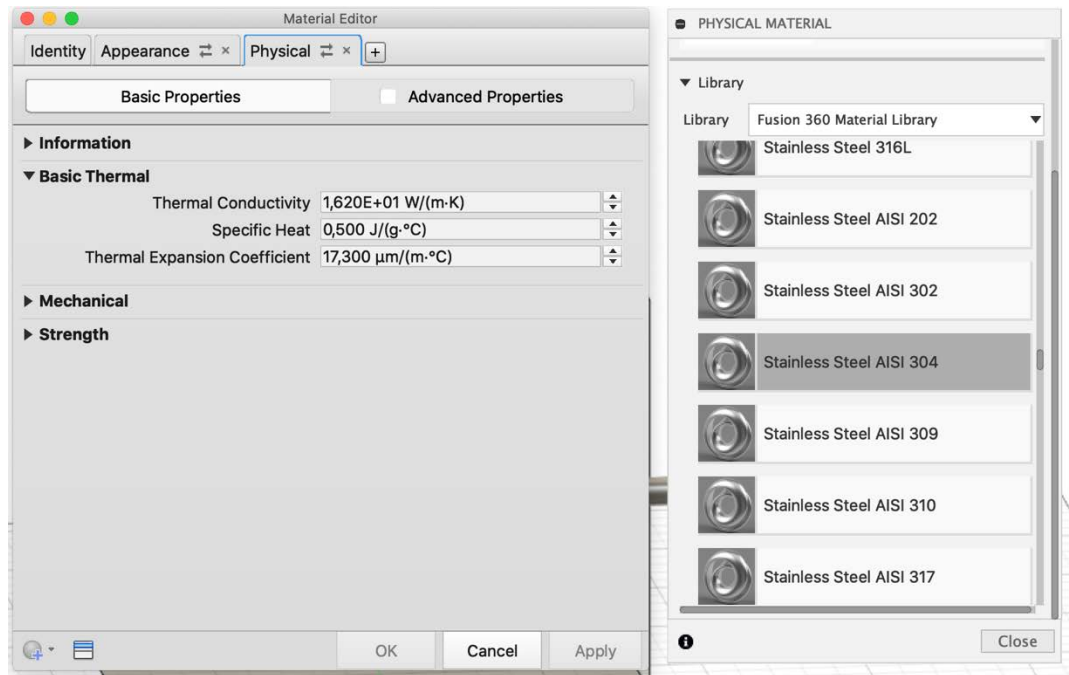 Material Editor
Identity Appearance Physical
Basic Properties Advanced Properties
Information
Basic Thermal
Thermal Conductivity 1,620E+01 W/(m·K)
Specific Heat 0,500 J/(g·°C)
Thermal Expansion Coefficient 17,300 µm/(m·°C)
Mechanical
Strength
OK Cancel Apply
PHYSICAL MATERIAL
Library
Library Fusion 360 Material Library
Stainless Steel 316L
Stainless Steel AISI 202
Stainless Steel AISI 302
Stainless Steel AISI 304
Stainless Steel AISI 309
Stainless Steel AISI 310
Stainless Steel AISI 317
Close